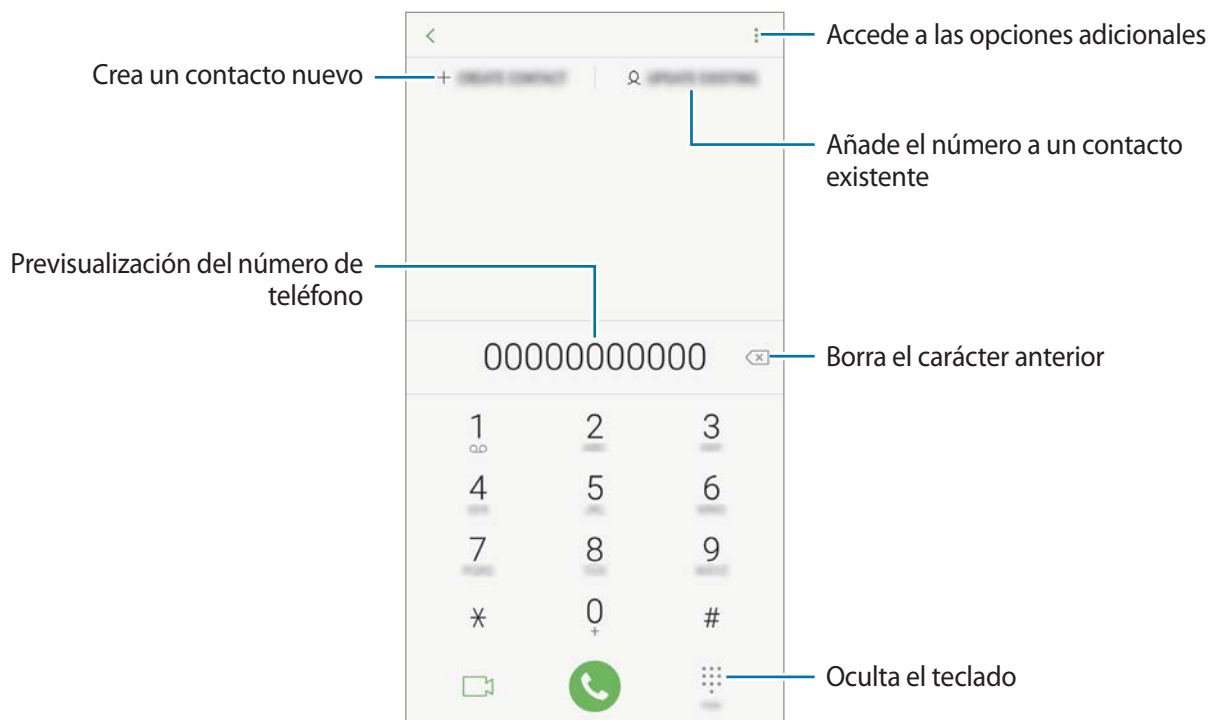 Accede a las opciones adicionales
Crea un contacto nuevo
Añade el número a un contacto
existente
Previsualización del número de
teléfono
00000000000
Borra el carácter anterior
1 2 3
4 5 6
7 8 9
* 0 #
+
Oculta el teclado